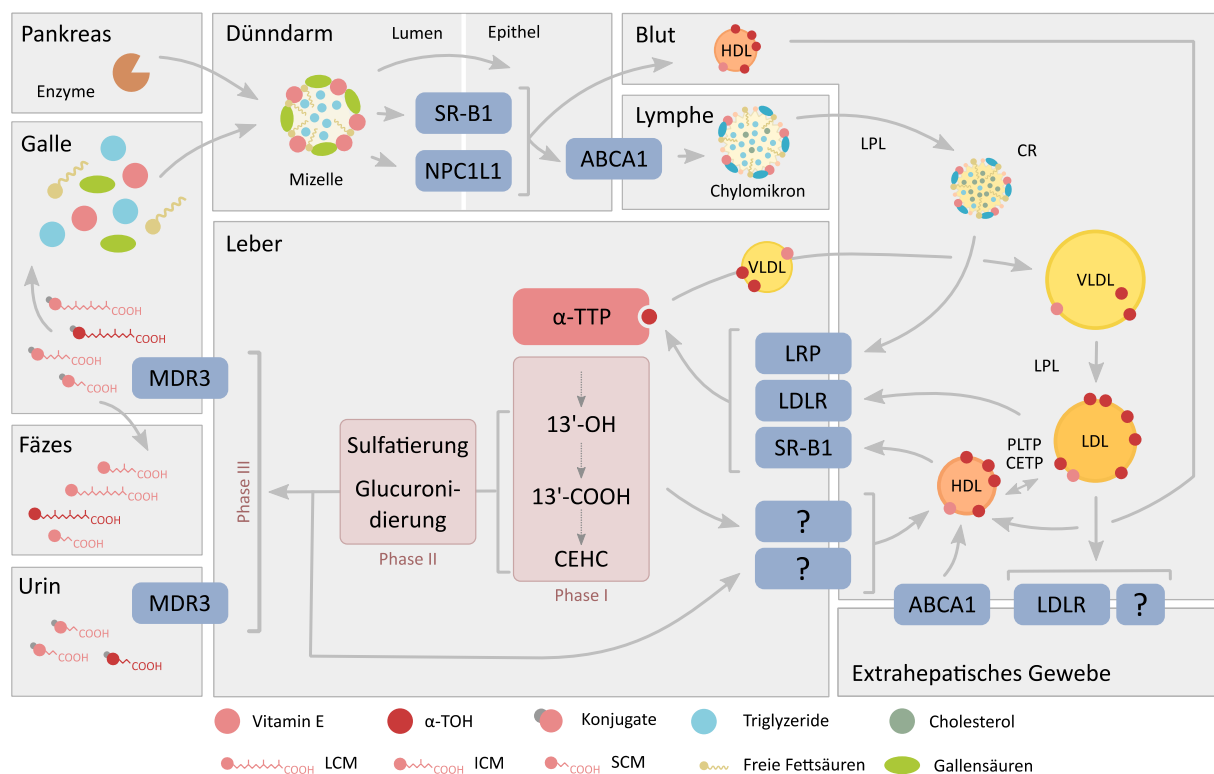 Pankreas
Enzyme
Galle
COOH
COOH
COOH
COOH
MDR3
Fäzes
COOH
COOH
COOH
COOH
Urin
MDR3
COOH
COOH
COOH
Dünndarm
Lumen
Epithel
Mizelle
SR-B1
NPC1L1
ABCA1
Blut
HDL
Lymphe
Chylomikron
LPL
CR
Leber
VLDL
α-TTP
13'-OH
13'-COOH
CEHC
Phase I
Sulfatierung
Glucuroni-
dierung
Phase II
Phase III
LRP
LDLR
SR-B1
?
?
VLDL
LPL
LDL
PLTP
CETP
HDL
ABCA1
LDLR
?
Extrahepatisches Gewebe
Vitamin E
α-TOH
Konjugate
Triglyzeride
Cholesterol
COOH
LCM
COOH
ICM
COOH
SCM
Freie Fettsäuren
Gallensäuren